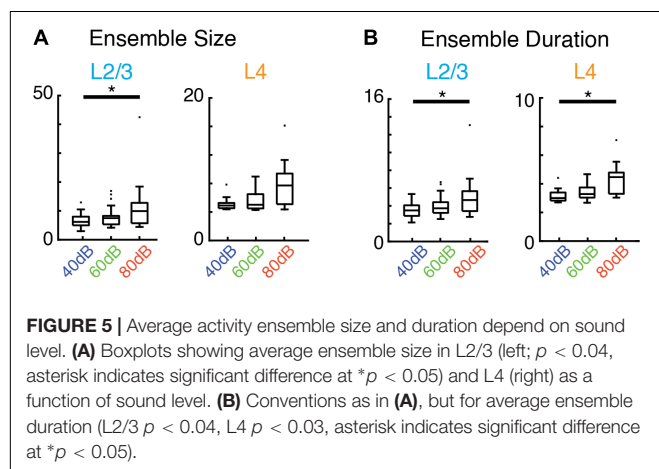 A Ensemble Size
B Ensemble Duration
L2/3
L4
L2/3
L4
*
*
*
50
0
20
0
16
0
10
0
40dB
60dB
80dB
40dB
60dB
80dB
40dB
60dB
80dB
40dB
60dB
80dB
FIGURE 5 | Average activity ensemble size and duration depend on sound
level. (A) Boxplots showing average ensemble size in L2/3 (left; p < 0.04,
asterisk indicates significant difference at *p < 0.05) and L4 (right) as a
function of sound level. (B) Conventions as in (A), but for average ensemble
duration (L2/3 p < 0.04, L4 p < 0.03, asterisk indicates significant difference
at *p < 0.05).